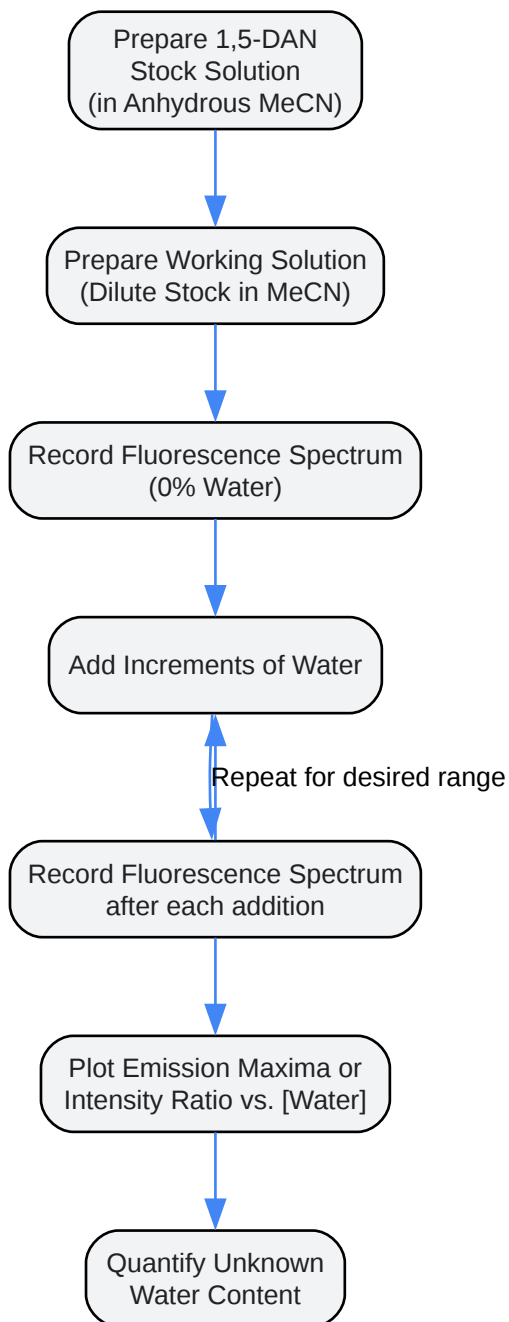 Prepare 1,5-DAN
Stock Solution
(in Anhydrous MeCN)
Prepare Working Solution
(Dilute Stock in MeCN)
Record Fluorescence Spectrum
(0% Water)
Add Increments of Water
Repeat for desired range
Record Fluorescence Spectrum
after each addition
Plot Emission Maxima or
Intensity Ratio vs. [Water]
Quantify Unknown
Water Content